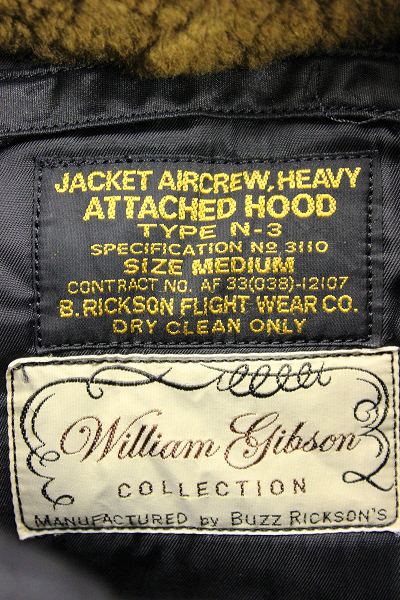 JACKET AIRCREW, HEAVY
ATTACHED HOOD
TYPE N-3
SPECIFICATION Nº 3110
SIZE MEDIUM
CONTRACT NO. AF 33(038)-12107
B. RICKSON FLIGHT WEAR CO.
DRY CLEAN ONLY
William Gibson
COLLECTION
MANUFACTURED by BUZZ RICKSON'S